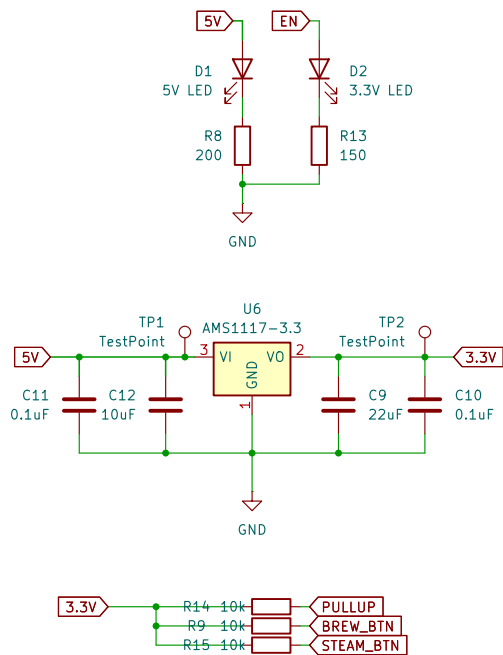 5V EN
D1 D2
5V LED 3.3V LED
R8 R13
200 150
GND
U6
TP1 AMS1117-3.3 TP2
TestPoint TestPoint
5V 3 VI VO 2 3.3V
GND
1
C11 C12 C9 C10
0.1uF 10uF 22uF 0.1uF
GND
3.3V R14 10k PULLUP
R9 10k BREW_BTN
R15 10k STEAM_BTN